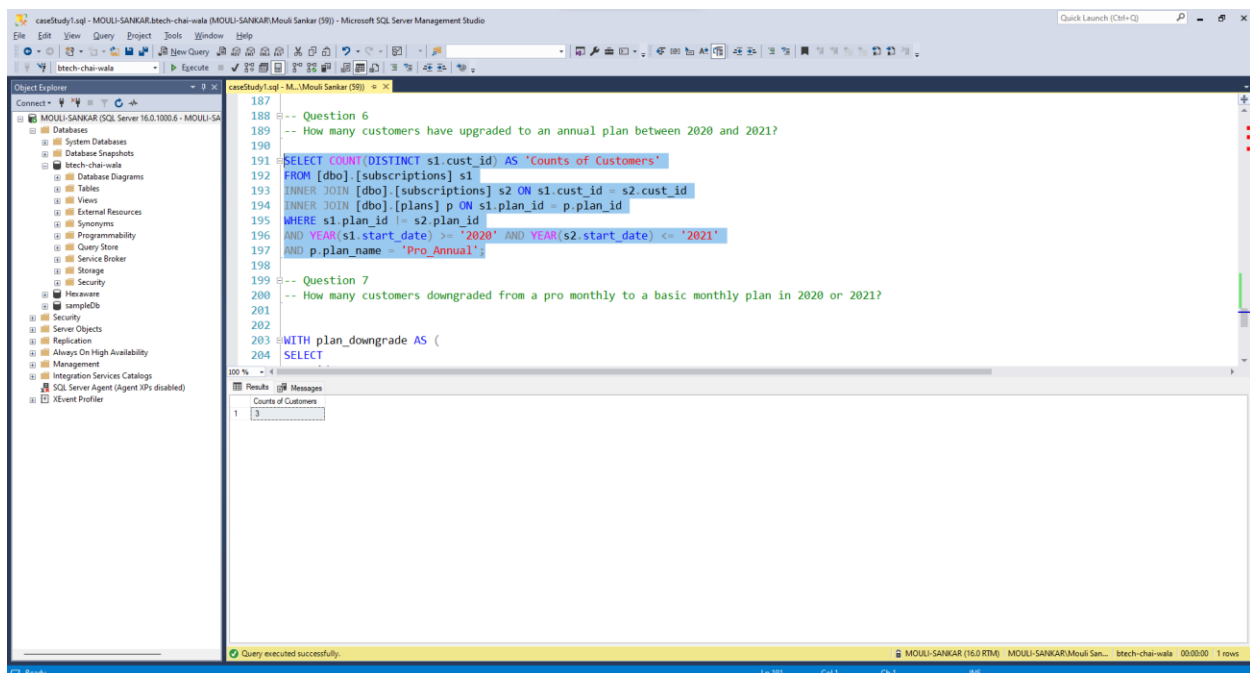 caseStudy1.sql - MOULI-SANKAR.btech-chai-wala (MOULI-SANKAR\Mouli Sankar (59)) - Microsoft SQL Server Management Studio
Quick Launch (Ctrl+Q)
File Edit View Query Project Tools Window Help
New Query
btech-chai-wala Execute
Object Explorer
caseStudy1.sql - M...\Mouli Sankar (59))
Connect
MOULI-SANKAR (SQL Server 16.0.1000.6 - MOULI-SA
Databases
System Databases
Database Snapshots
btech-chai-wala
Database Diagrams
Tables
Views
External Resources
Synonyms
Programmability
Query Store
Service Broker
Storage
Security
Hexaware
sampleDb
Security
Server Objects
Replication
Always On High Availability
Management
Integration Services Catalogs
SQL Server Agent (Agent XPs disabled)
XEvent Profiler
187
188 -- Question 6
189 -- How many customers have upgraded to an annual plan between 2020 and 2021?
190
191 SELECT COUNT(DISTINCT s1.cust_id) AS 'Counts of Customers'
192 FROM [dbo].[subscriptions] s1
193 INNER JOIN [dbo].[subscriptions] s2 ON s1.cust_id = s2.cust_id
194 INNER JOIN [dbo].[plans] p ON s1.plan_id = p.plan_id
195 WHERE s1.plan_id != s2.plan_id
196 AND YEAR(s1.start_date) >= '2020' AND YEAR(s2.start_date) <= '2021'
197 AND p.plan_name = 'Pro_Annual';
198
199 -- Question 7
200 -- How many customers downgraded from a pro monthly to a basic monthly plan in 2020 or 2021?
201
202
203 WITH plan_downgrade AS (
204 SELECT
100 %
Results Messages
Counts of Customers
1 3
Query executed successfully.
MOULI-SANKAR (16.0 RTM) MOULI-SANKAR\Mouli San... btech-chai-wala 00:00:00 1 rows